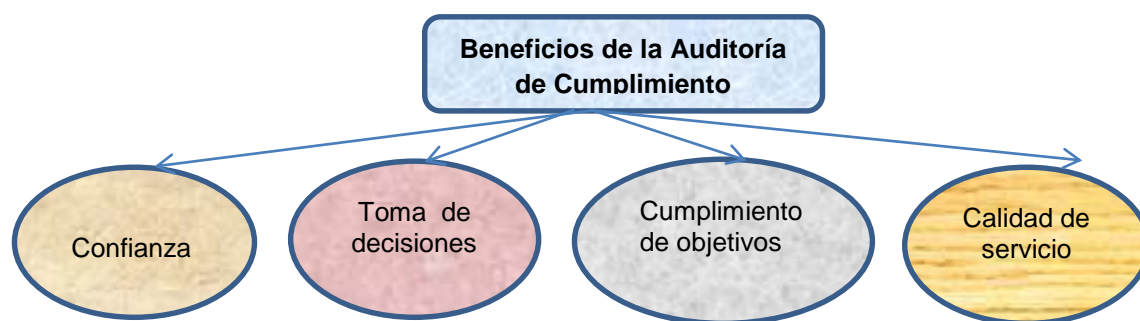 Beneficios de la Auditoría
de Cumplimiento
Confianza
Toma de
decisiones
Cumplimiento
de objetivos
Calidad de
servicio